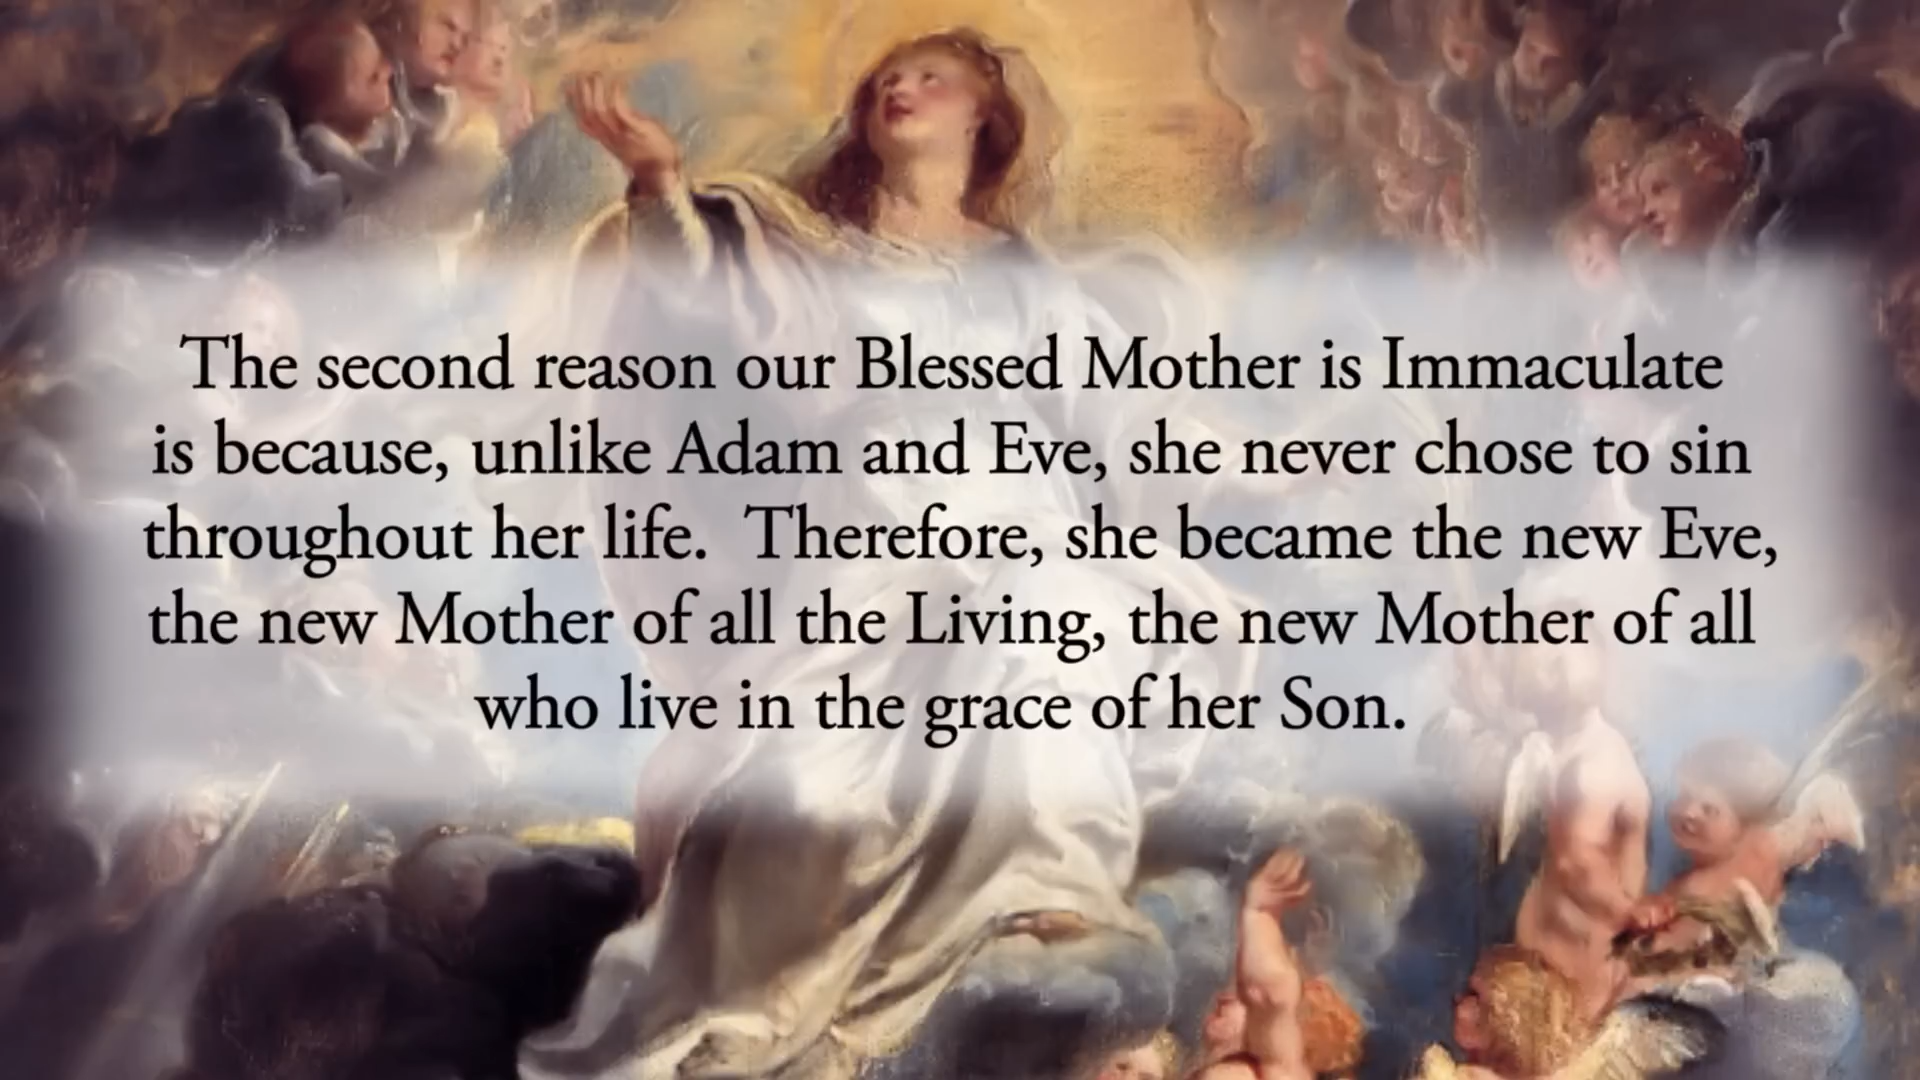 The second reason our Blessed Mother is Immaculate
is because, unlike Adam and Eve, she never chose to sin
throughout her life.  Therefore, she became the new Eve,
the new Mother of all the Living, the new Mother of all
who live in the grace of her Son.